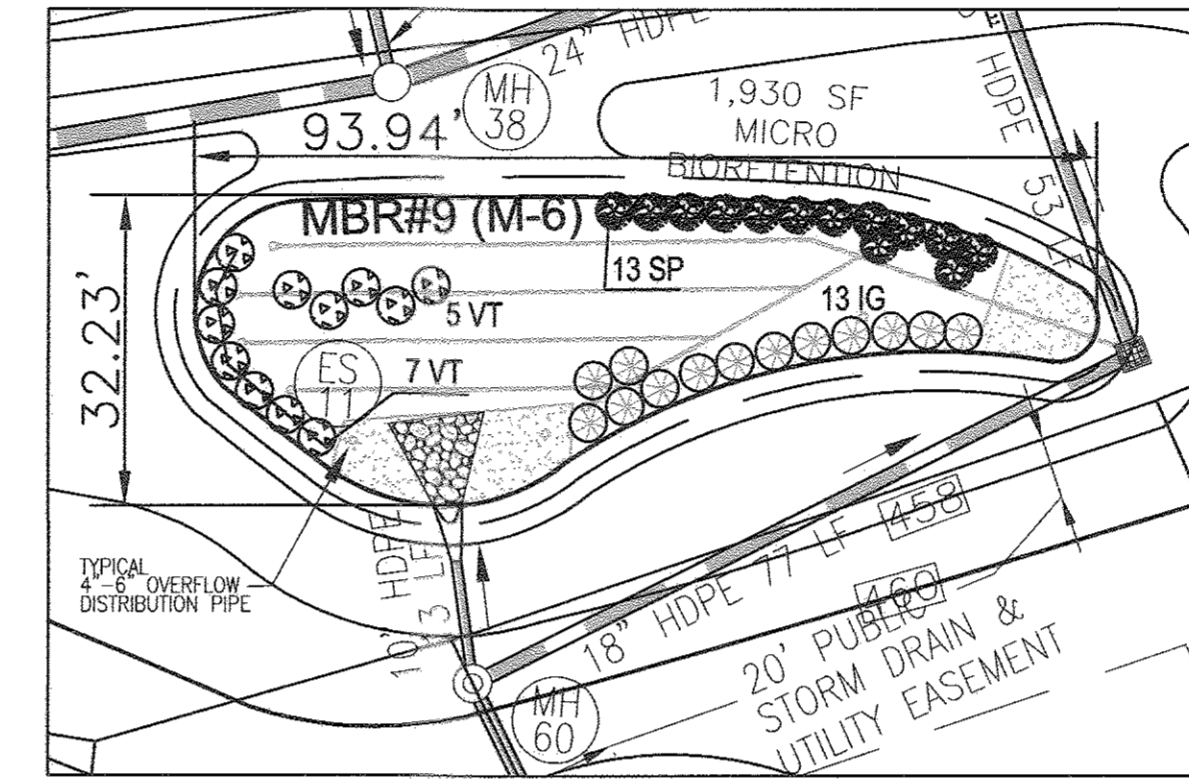 24" HDPE
MH
38
93.94'
1,930 SF
MICRO
BIORETENTION
HDPE
53 LF
MBR#9 (M-6)
13 SP
13 IG
5 VT
7 VT
ES
11
32.23'
TYPICAL
4"-6" OVERFLOW
DISTRIBUTION PIPE
HDPE
LF
18" HDPE 77 LF
458
460
MH
60
20' PUBLIC
STORM DRAIN &
UTILITY EASEMENT